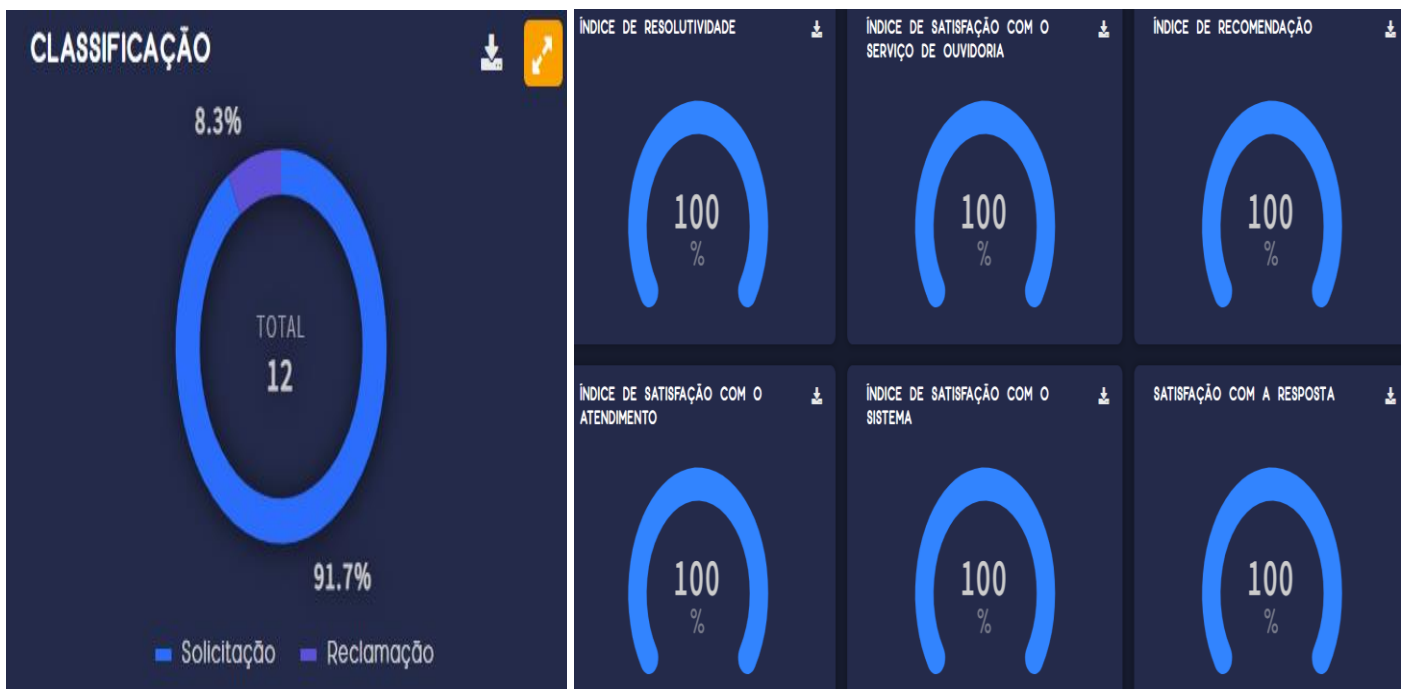 CLASSIFICAÇÃO
8.3%
TOTAL
12
91.7%
Solicitação Reclamação
ÍNDICE DE RESOLUTIVIDADE
100
%
ÍNDICE DE SATISFAÇÃO COM O
SERVIÇO DE OUVIDORIA
100
%
ÍNDICE DE RECOMENDAÇÃO
100
%
ÍNDICE DE SATISFAÇÃO COM O
ATENDIMENTO
100
%
ÍNDICE DE SATISFAÇÃO COM O
SISTEMA
100
%
SATISFAÇÃO COM A RESPOSTA
100
%